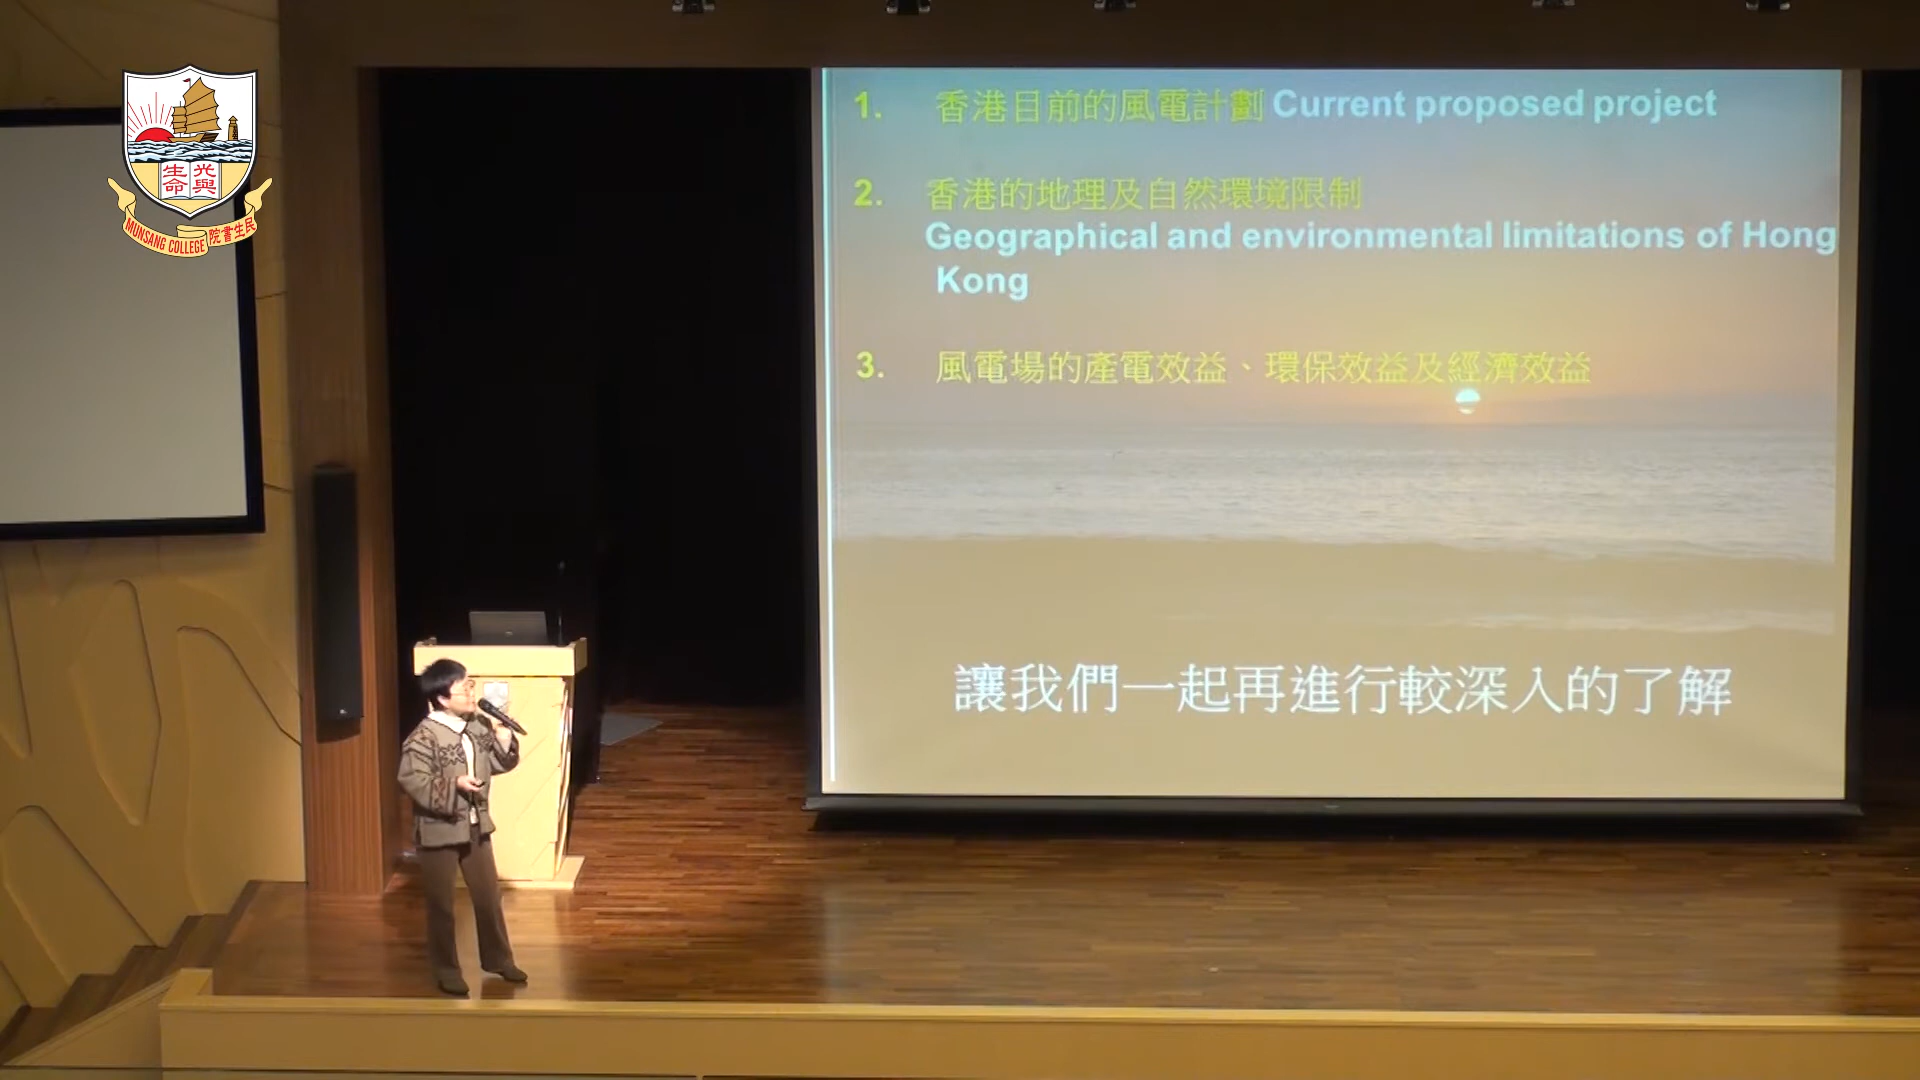 生命
光與
MUNSANG COLLEGE 院書生民
1. 香港目前的風電計劃 Current proposed project
2. 香港的地理及自然環境限制
Geographical and environmental limitations of Hong
Kong
3. 風電場的產電效益、環保效益及經濟效益
讓我們一起再進行較深入的了解